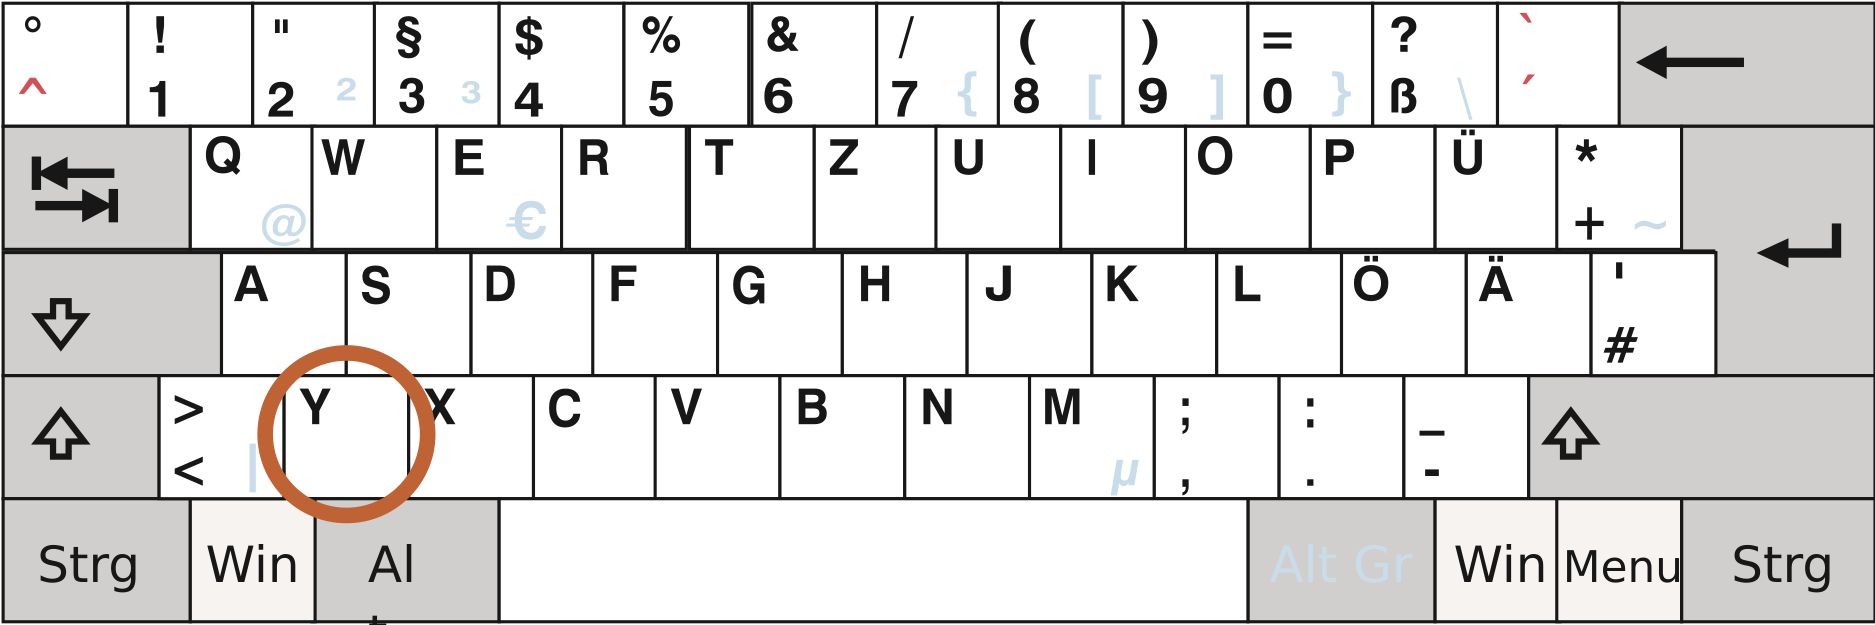 ° ! " § $ % & / ( ) = ? `
^ 1 2 ² 3 ³ 4 5 6 7 { 8 [ 9 ] 0 } ß \ ´
Q W E R T Z U I O P Ü *
@ € + ~
A S D F G H J K L Ö Ä '
#
> Y X C V B N M ; : _
< | µ , . -
Strg Win Alt Alt Gr Win Menu Strg